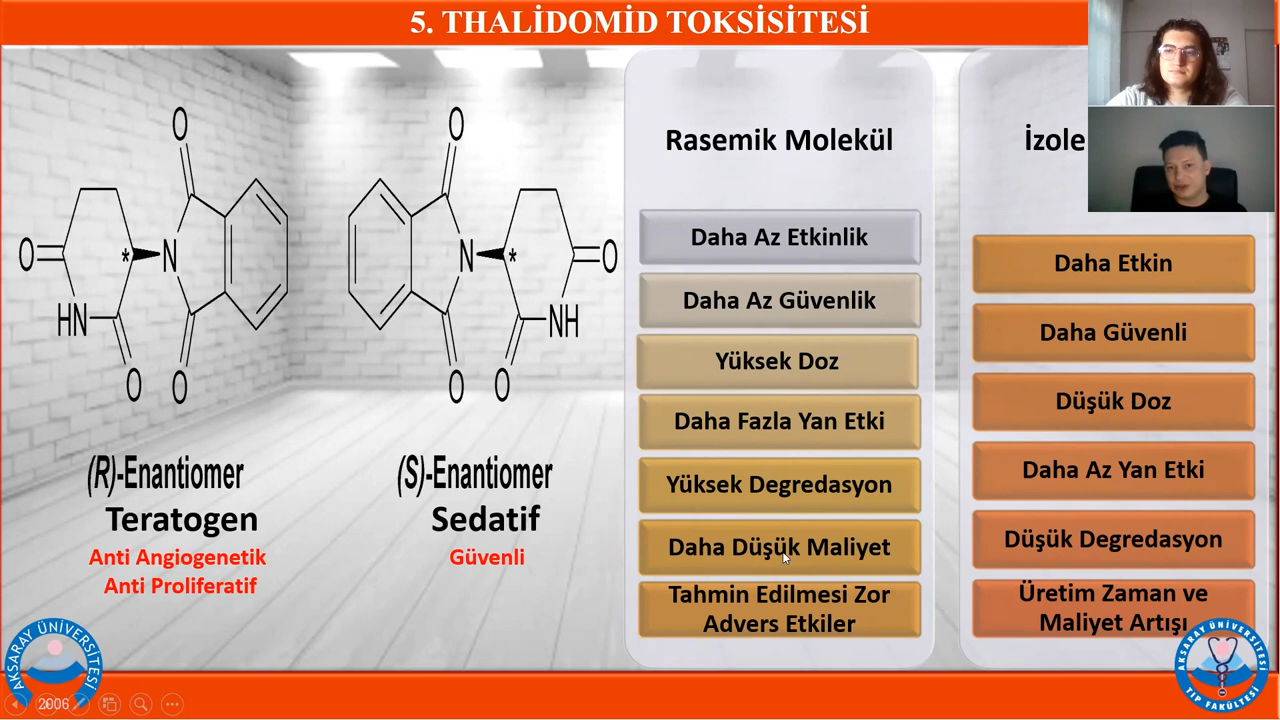 5. THALİDOMİD TOKSİSİTESİ
O
O
N
*
O
HN
O
O
O
O
N
*
O
NH
O
O
(R)-Enantiomer
Teratogen
Anti Angiogenetik
Anti Proliferatif
(S)-Enantiomer
Sedatif
Güvenli
Rasemik Molekül
Daha Az Etkinlik
Daha Az Güvenlik
Yüksek Doz
Daha Fazla Yan Etki
Yüksek Degredasyon
Daha Düşük Maliyet
Tahmin Edilmesi Zor
Advers Etkiler
İzole
Daha Etkin
Daha Güvenli
Düşük Doz
Daha Az Yan Etki
Düşük Degredasyon
Üretim Zaman ve
Maliyet Artışı
AKSARAY ÜNİVERSİTESİ
2006
AKSARAY ÜNİVERSİTESİ
TIP FAKÜLTESİ